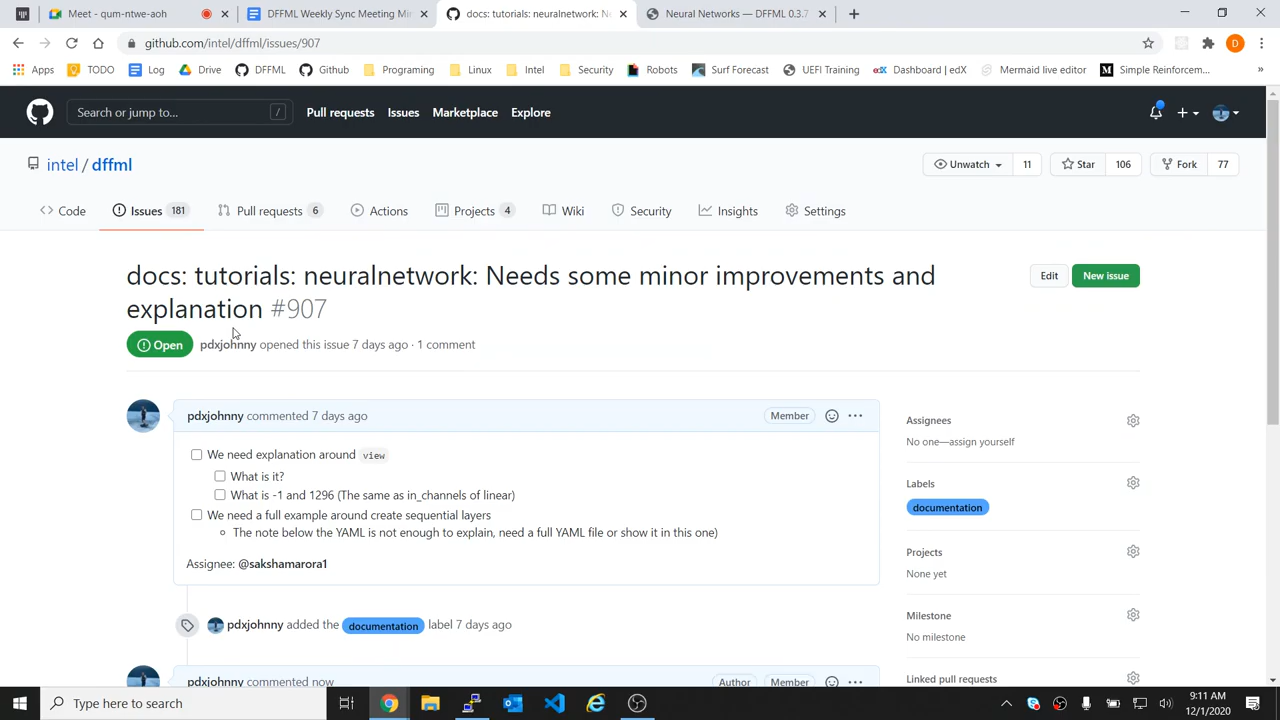 Meet - qum-ntwe-aoh
DFFML Weekly Sync Meeting Min
docs: tutorials: neuralnetwork: Ne
Neural Networks — DFFML 0.3.7
github.com/intel/dffml/issues/907
D
Apps
TODO
Log
Drive
DFFML
Github
Programing
Linux
Intel
Security
Robots
Surf Forecast
UEFI Training
edX
Dashboard | edX
Mermaid live editor
M
Simple Reinforcem...
»
Search or jump to...
/
Pull requests
Issues
Marketplace
Explore
intel / dffml
Unwatch
11
Star
106
Fork
77
Code
Issues 181
Pull requests 6
Actions
Projects 4
Wiki
Security
Insights
Settings
docs: tutorials: neuralnetwork: Needs some minor improvements and
explanation #907
Edit
New issue
Open
pdxjohnny opened this issue 7 days ago · 1 comment
pdxjohnny commented 7 days ago
Member
We need explanation around view
What is it?
What is -1 and 1296 (The same as in_channels of linear)
We need a full example around create sequential layers
The note below the YAML is not enough to explain, need a full YAML file or show it in this one)
Assignee: @sakshamarora1
pdxjohnny added the documentation label 7 days ago
pdxjohnny commented now
Author
Member
Assignees
No one—assign yourself
Labels
documentation
Projects
None yet
Milestone
No milestone
Linked pull requests
Type here to search
9:11 AM
12/1/2020